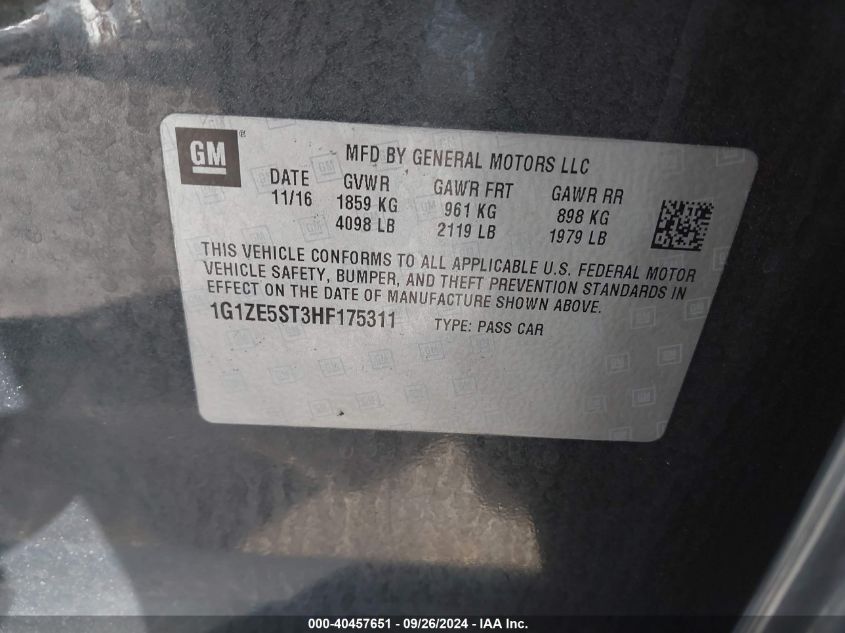 GM ®
MFD BY GENERAL MOTORS LLC
DATE GVWR GAWR FRT GAWR RR
11/16 1859 KG 961 KG 898 KG
4098 LB 2119 LB 1979 LB
THIS VEHICLE CONFORMS TO ALL APPLICABLE U.S. FEDERAL MOTOR
VEHICLE SAFETY, BUMPER, AND THEFT PREVENTION STANDARDS IN
EFFECT ON THE DATE OF MANUFACTURE SHOWN ABOVE.
1G1ZE5ST3HF175311 TYPE: PASS CAR
000-40457651 / 09/26/2024 - IAA Inc.